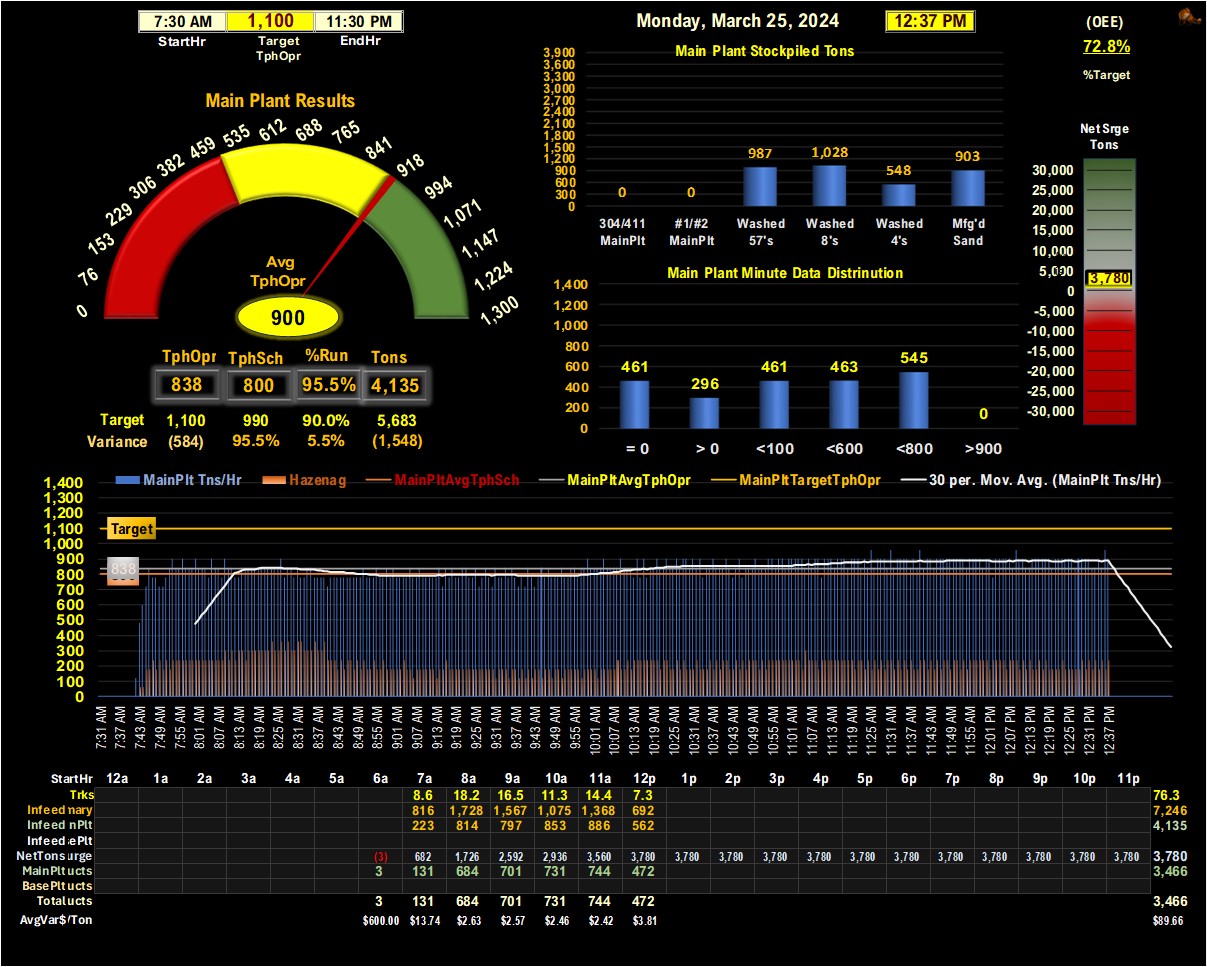 7:30 AM 1,100 11:30 PM
StartHr Target TphOpr EndHr
Monday, March 25, 2024 12:37 PM
(OEE)
72.8%
%Target
Main Plant Results
0 76 153 229 306 382 459 535 612 688 765 841 918 994 1,071 1,147 1,224 1,300
Avg
TphOpr
900
TphOpr TphSch %Run Tons
838 800 95.5% 4,135
Target 1,100 990 90.0% 5,683
Variance (584) 95.5% 5.5% (1,548)
Main Plant Stockpiled Tons
3,900
3,600
3,300
3,000
2,700
2,400
2,100
1,800
1,500
1,200
900
600
300
0
0 0 987 1,028 548 903
304/411 #1/#2 Washed Washed Washed Mfg'd
MainPlt MainPlt 57's 8's 4's Sand
Main Plant Minute Data Distrinution
1,400
1,200
1,000
800
600
400
200
0
461 296 461 463 545 0
= 0 > 0 <100 <600 <800 >900
Net Srge
Tons
30,000
25,000
20,000
15,000
10,000
5,000
3,780
0
-5,000
-10,000
-15,000
-20,000
-25,000
-30,000
MainPlt Tns/Hr Hazenag MainPltAvgTphSch MainPltAvgTphOpr MainPltTargetTphOpr 30 per. Mov. Avg. (MainPlt Tns/Hr)
1,400
1,300
1,200
1,100
1,000
900
800
700
600
500
400
300
200
100
0
Target
838
7:31 AM 7:37 AM 7:43 AM 7:49 AM 7:55 AM 8:01 AM 8:07 AM 8:13 AM 8:19 AM 8:25 AM 8:31 AM 8:37 AM 8:43 AM 8:49 AM 8:55 AM 9:01 AM 9:07 AM 9:13 AM 9:19 AM 9:25 AM 9:31 AM 9:37 AM 9:43 AM 9:49 AM 9:55 AM 10:01 AM 10:07 AM 10:13 AM 10:19 AM 10:25 AM 10:31 AM 10:37 AM 10:43 AM 10:49 AM 10:55 AM 11:01 AM 11:07 AM 11:13 AM 11:19 AM 11:25 AM 11:31 AM 11:37 AM 11:43 AM 11:49 AM 11:55 AM 12:01 PM 12:07 PM 12:13 PM 12:19 PM 12:25 PM 12:31 PM 12:37 PM
StartHr 12a 1a 2a 3a 4a 5a 6a 7a 8a 9a 10a 11a 12p 1p 2p 3p 4p 5p 6p 7p 8p 9p 10p 11p
Trks 8.6 18.2 16.5 11.3 14.4 7.3 76.3
Infeed nary 816 1,728 1,567 1,075 1,368 692 7,246
Infeed nPlt 223 814 797 853 886 562 4,135
Infeed ePlt
NetTons urge (3) 682 1,726 2,592 2,936 3,560 3,780 3,780 3,780 3,780 3,780 3,780 3,780 3,780 3,780 3,780 3,780 3,780 3,780
MainPlt ucts 3 131 684 701 731 744 472 3,466
BasePlt ucts
Total ucts 3 131 684 701 731 744 472 3,466
AvgVar$/Ton $600.00 $13.74 $2.63 $2.57 $2.46 $2.42 $3.81 $89.66